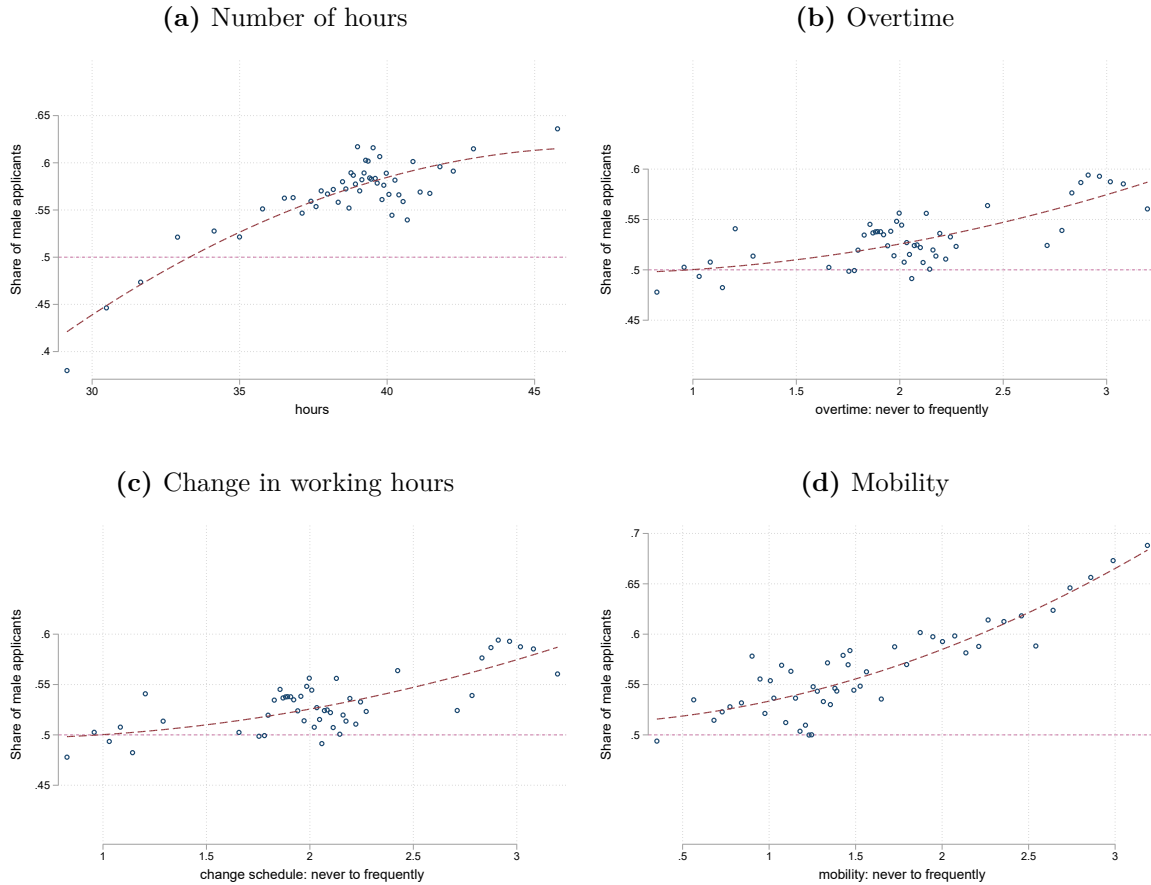 (a) Number of hours
Share of male applicants
.65
.6
.55
.5
.45
.4
30 35 40 45
hours
(b) Overtime
Share of male applicants
.6
.55
.5
.45
1 1.5 2 2.5 3
overtime: never to frequently
(c) Change in working hours
Share of male applicants
.6
.55
.5
.45
1 1.5 2 2.5 3
change schedule: never to frequently
(d) Mobility
Share of male applicants
.7
.65
.6
.55
.5
.5 1 1.5 2 2.5 3
mobility: never to frequently